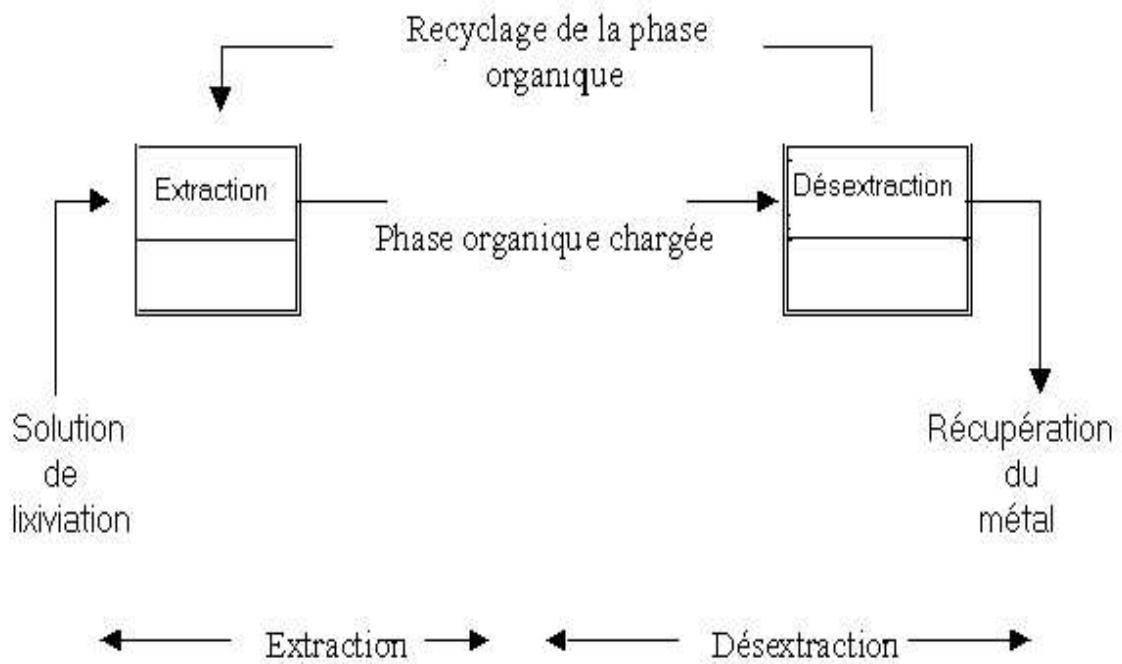 Recyclage de la phase
organique
Extraction
Désextraction
Phase organique chargée
Solution
de
lixiviation
Récupération
du
métal
Extraction
Désextraction